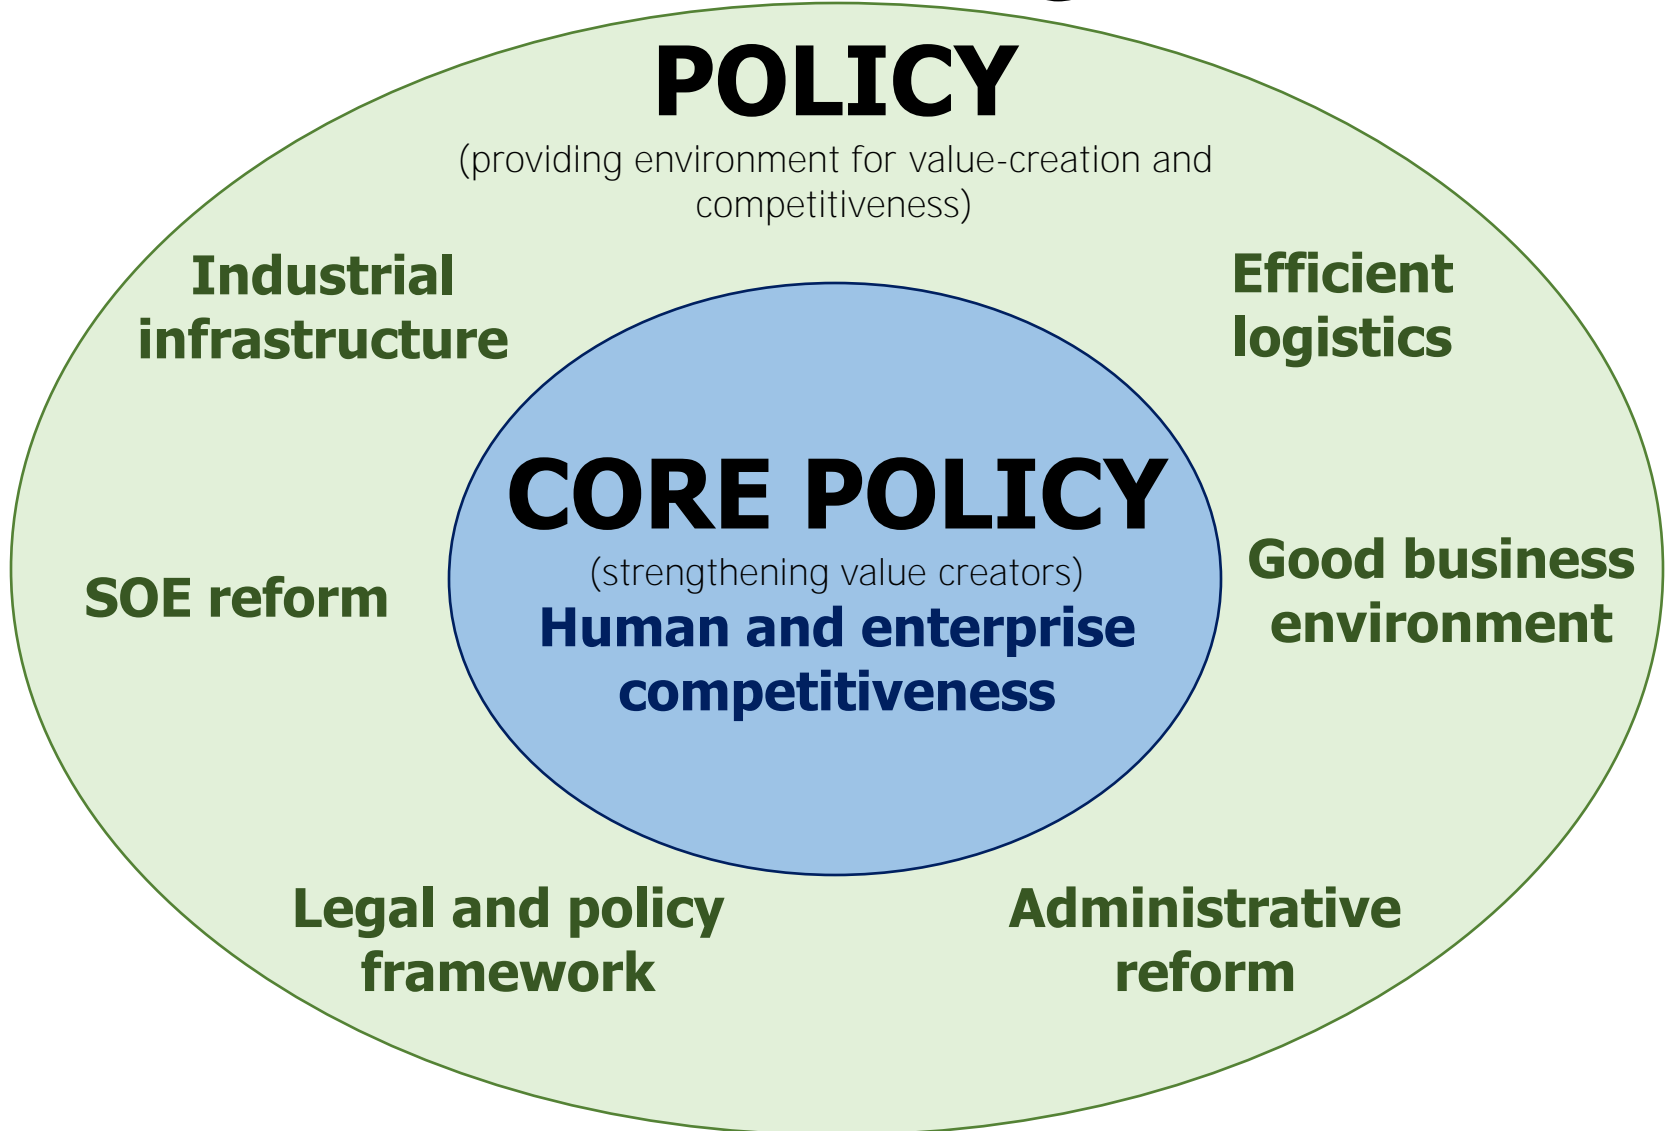 POLICY
(providing environment for value-creation and
competitiveness)
Industrial
infrastructure
Efficient
logistics
CORE POLICY
(strengthening value creators)
Human and enterprise
competitiveness
SOE reform
Good business
environment
Legal and policy
framework
Administrative
reform